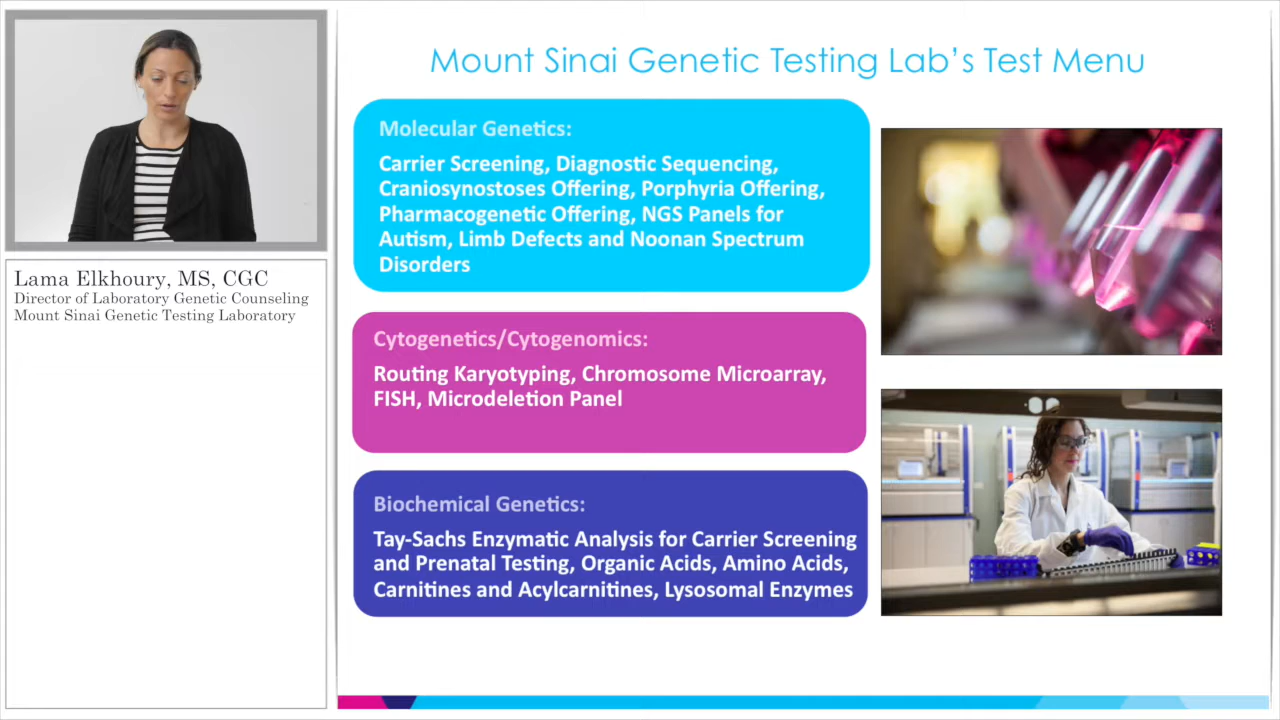 Mount Sinai Genetic Testing Lab’s Test Menu
Lama Elkhoury, MS, CGC
Director of Laboratory Genetic Counseling
Mount Sinai Genetic Testing Laboratory
Molecular Genetics:
Carrier Screening, Diagnostic Sequencing,
Craniosynostoses Offering, Porphyria Offering,
Pharmacogenetic Offering, NGS Panels for
Autism, Limb Defects and Noonan Spectrum
Disorders
Cytogenetics/Cytogenomics:
Routing Karyotyping, Chromosome Microarray,
FISH, Microdeletion Panel
Biochemical Genetics:
Tay-Sachs Enzymatic Analysis for Carrier Screening
and Prenatal Testing, Organic Acids, Amino Acids,
Carnitines and Acylcarnitines, Lysosomal Enzymes